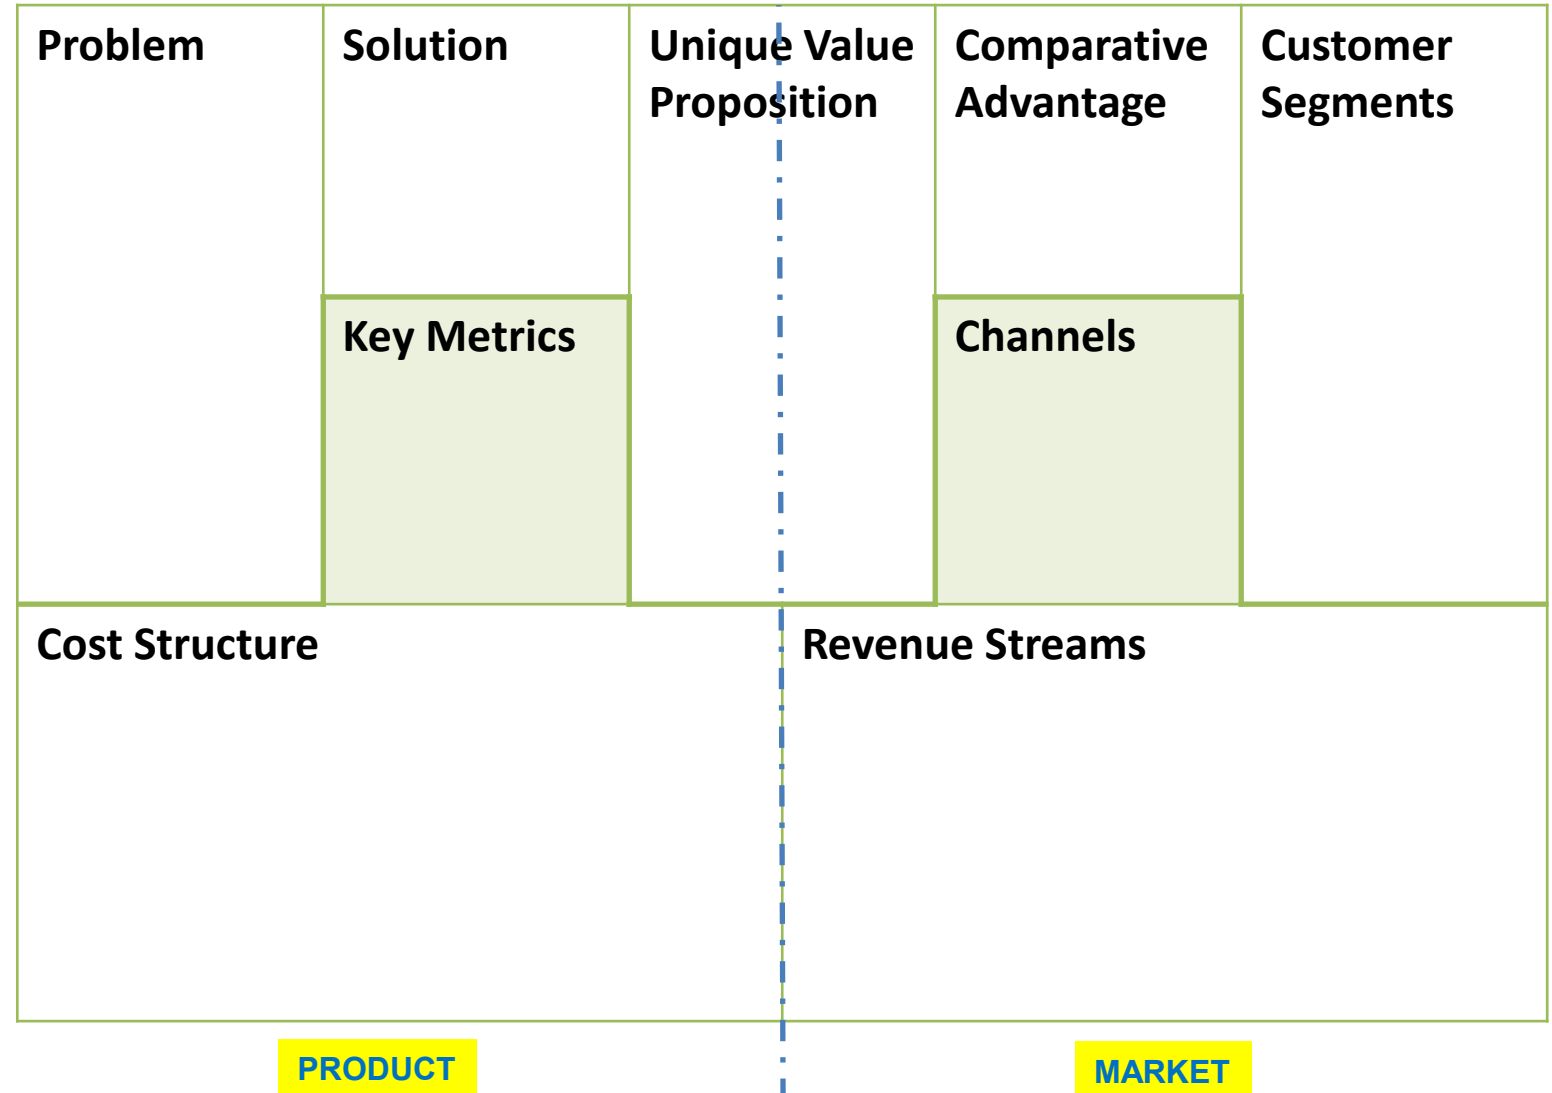 Problem
Solution
Unique Value
Proposition
Comparative
Advantage
Customer
Segments
Key Metrics
Channels
Cost Structure
Revenue Streams
PRODUCT
MARKET